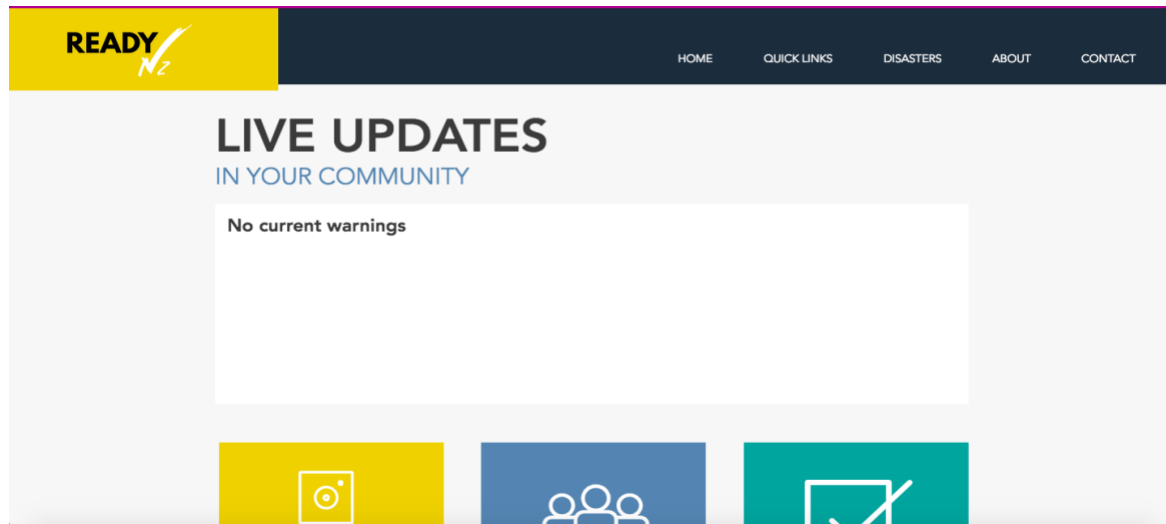 READY
NZ
HOME QUICK LINKS DISASTERS ABOUT CONTACT
LIVE UPDATES
IN YOUR COMMUNITY
No current warnings